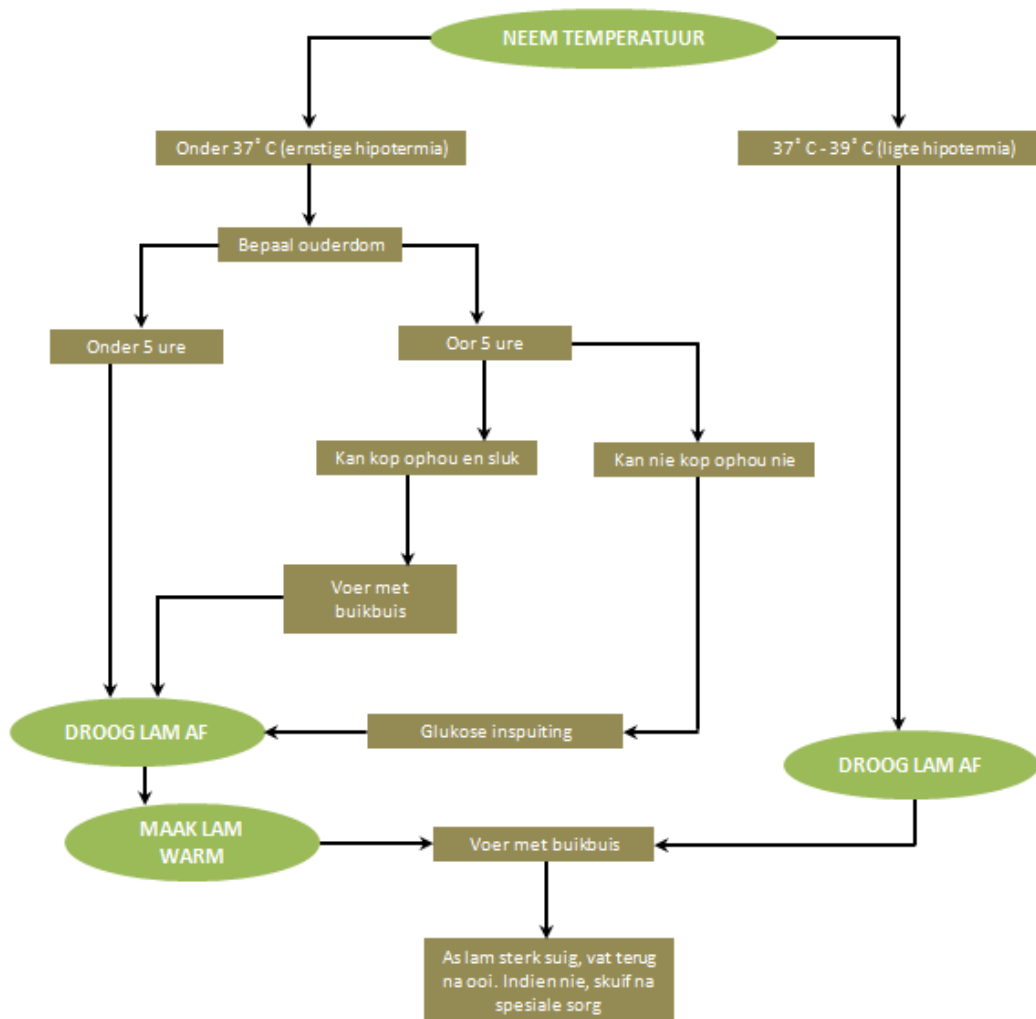 NEEM TEMPERATUUR
Onder 37˚ C (ernstige hipotermia)
37˚ C - 39˚ C (ligte hipotermia)
Bepaal ouderdom
Onder 5 ure
Oor 5 ure
Kan kop ophou en sluk
Kan nie kop ophou nie
Voer met
buikbuis
DROOG LAM AF
Glukose inspuiting
DROOG LAM AF
MAAK LAM
WARM
Voer met buikbuis
As lam sterk suig, vat terug
na ooi. Indien nie, skuif na
spesiale sorg